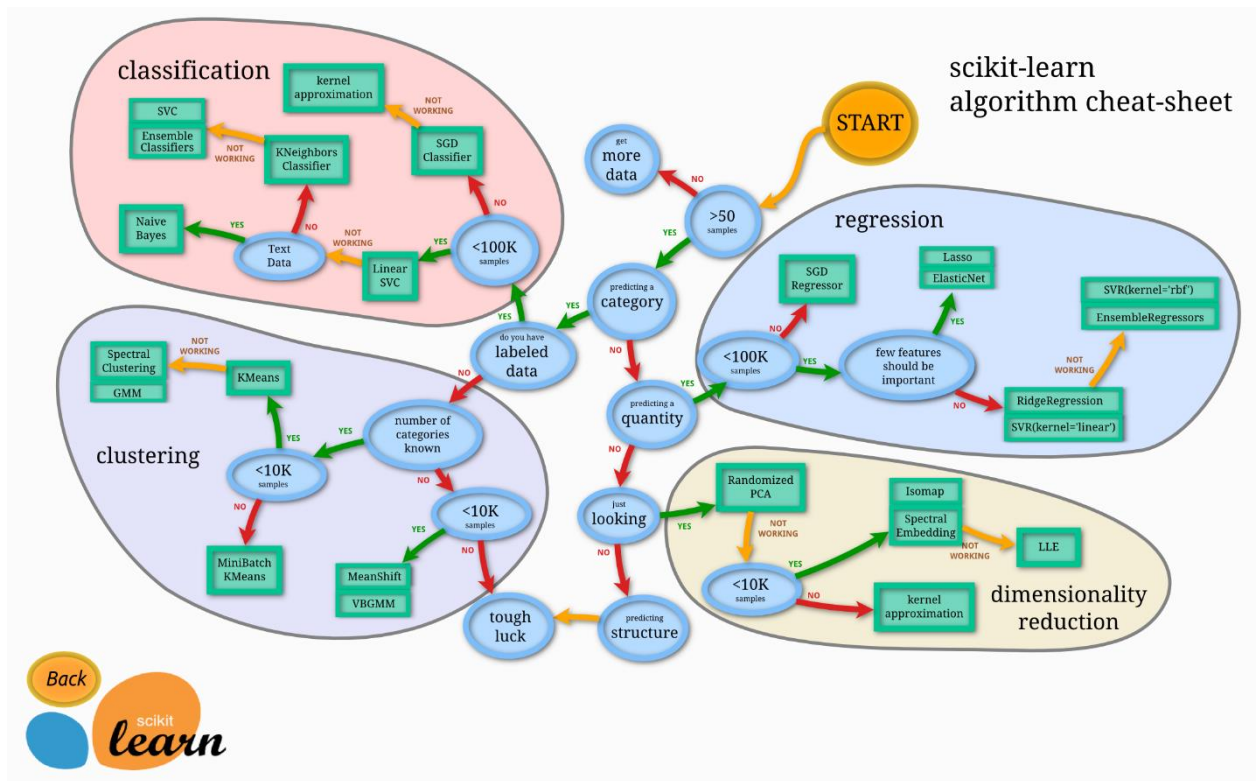 scikit-learn
algorithm cheat-sheet
START
get
more
data
NO
>50
samples
YES
predicting a
category
YES
NO
do you have
labeled
data
YES
NO
predicting a
quantity
YES
NO
just
looking
YES
NO
predicting
structure
tough
luck
classification
kernel
approximation
NOT
WORKING
SGD
Classifier
NO
<100K
samples
YES
Linear
SVC
NOT
WORKING
Text
Data
YES
Naive
Bayes
NO
KNeighbors
Classifier
NOT
WORKING
SVC
Ensemble
Classifiers
clustering
number of
categories
known
YES
NO
<10K
samples
YES
KMeans
NOT
WORKING
Spectral
Clustering
GMM
NO
MiniBatch
KMeans
<10K
samples
YES
MeanShift
VBGMM
NO
regression
<100K
samples
NO
SGD
Regressor
YES
few features
should be
important
YES
Lasso
ElasticNet
NO
RidgeRegression
SVR(kernel='linear')
NOT
WORKING
SVR(kernel='rbf')
EnsembleRegressors
dimensionality
reduction
Randomized
PCA
NOT
WORKING
<10K
samples
YES
Isomap
Spectral
Embedding
NOT
WORKING
LLE
NO
kernel
approximation
Back
scikit
learn